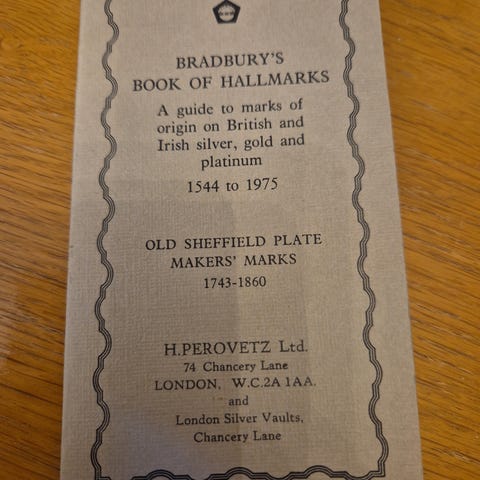 BRADBURY'S
BOOK OF HALLMARKS
A guide to marks of
origin on British and
Irish silver, gold and
platinum
1544 to 1975
OLD SHEFFIELD PLATE
MAKERS' MARKS
1743-1860
H.PEROVETZ Ltd.
74 Chancery Lane
LONDON, W.C.2A 1AA.
and
London Silver Vaults,
Chancery Lane